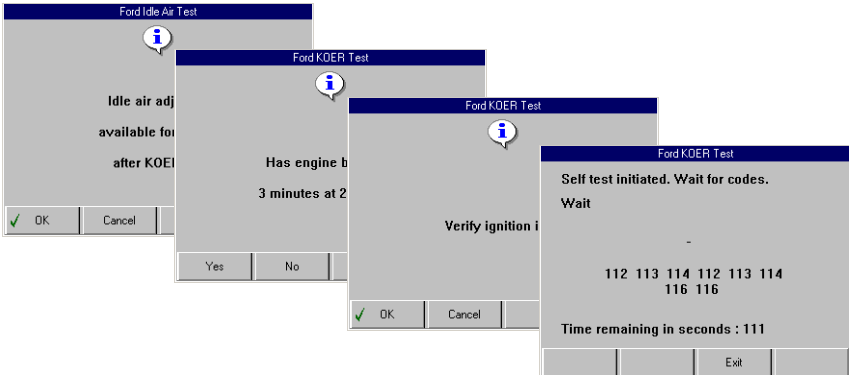 Ford Idle Air Test
Idle air adj
available for
after KOE
OK Cancel
Ford KOER Test
Has engine b
3 minutes at 2
Yes No
Ford KOER Test
Verify ignition i
OK Cancel
Ford KOER Test
Self test initiated. Wait for codes.
Wait
-
112 113 114 112 113 114
116 116
Time remaining in seconds : 111
Exit